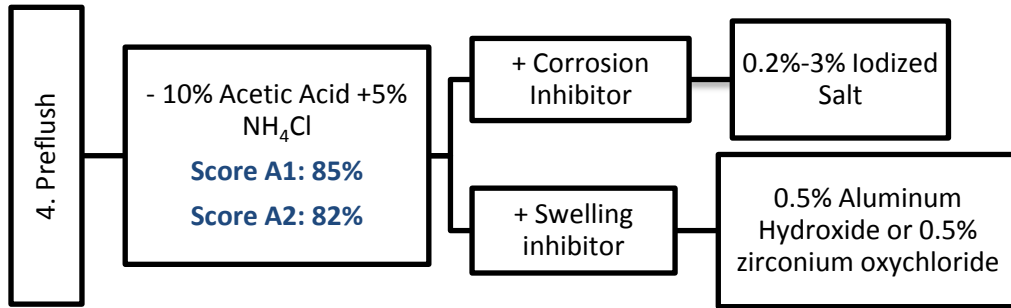 4. Preflush
- 10% Acetic Acid +5%
NH₄Cl
Score A1: 85%
Score A2: 82%
+ Corrosion
Inhibitor
0.2%-3% Iodized
Salt
+ Swelling
inhibitor
0.5% Aluminum
Hydroxide or 0.5%
zirconium oxychloride